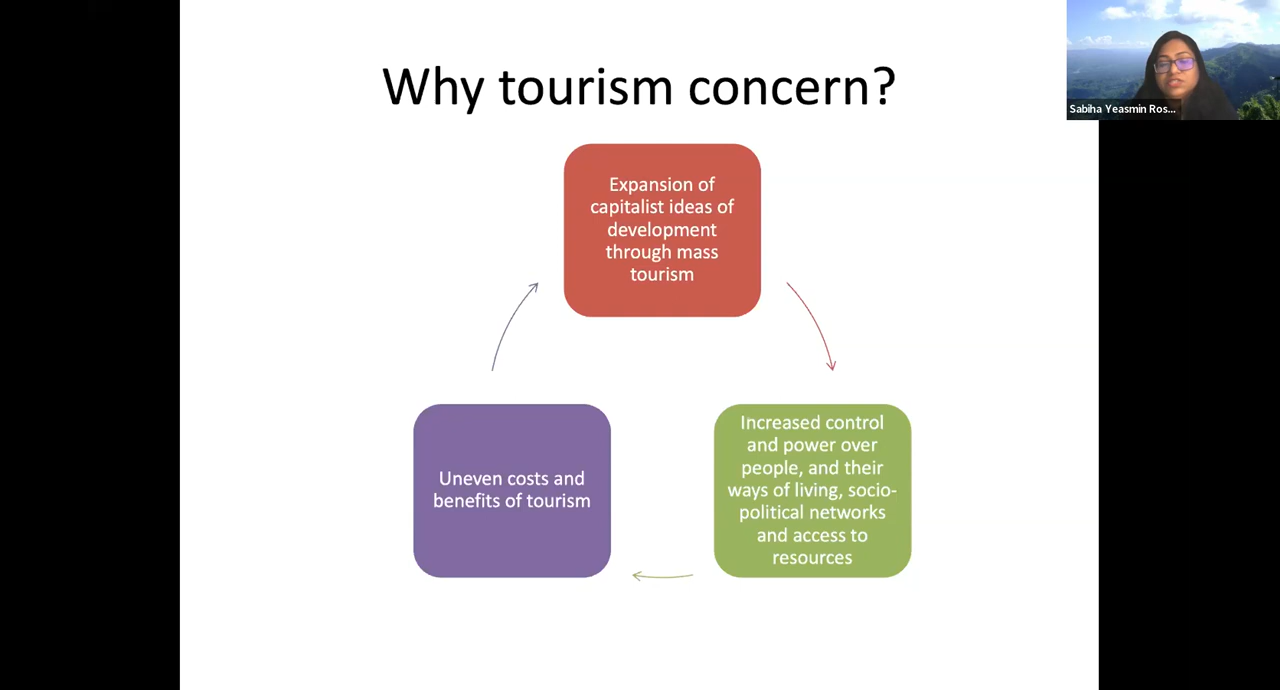 Why tourism concern?
Sabiha Yeasmin Ros...
Expansion of
capitalist ideas of
development
through mass
tourism
Increased control
and power over
people, and their
ways of living, socio-
political networks
and access to
resources
Uneven costs and
benefits of tourism